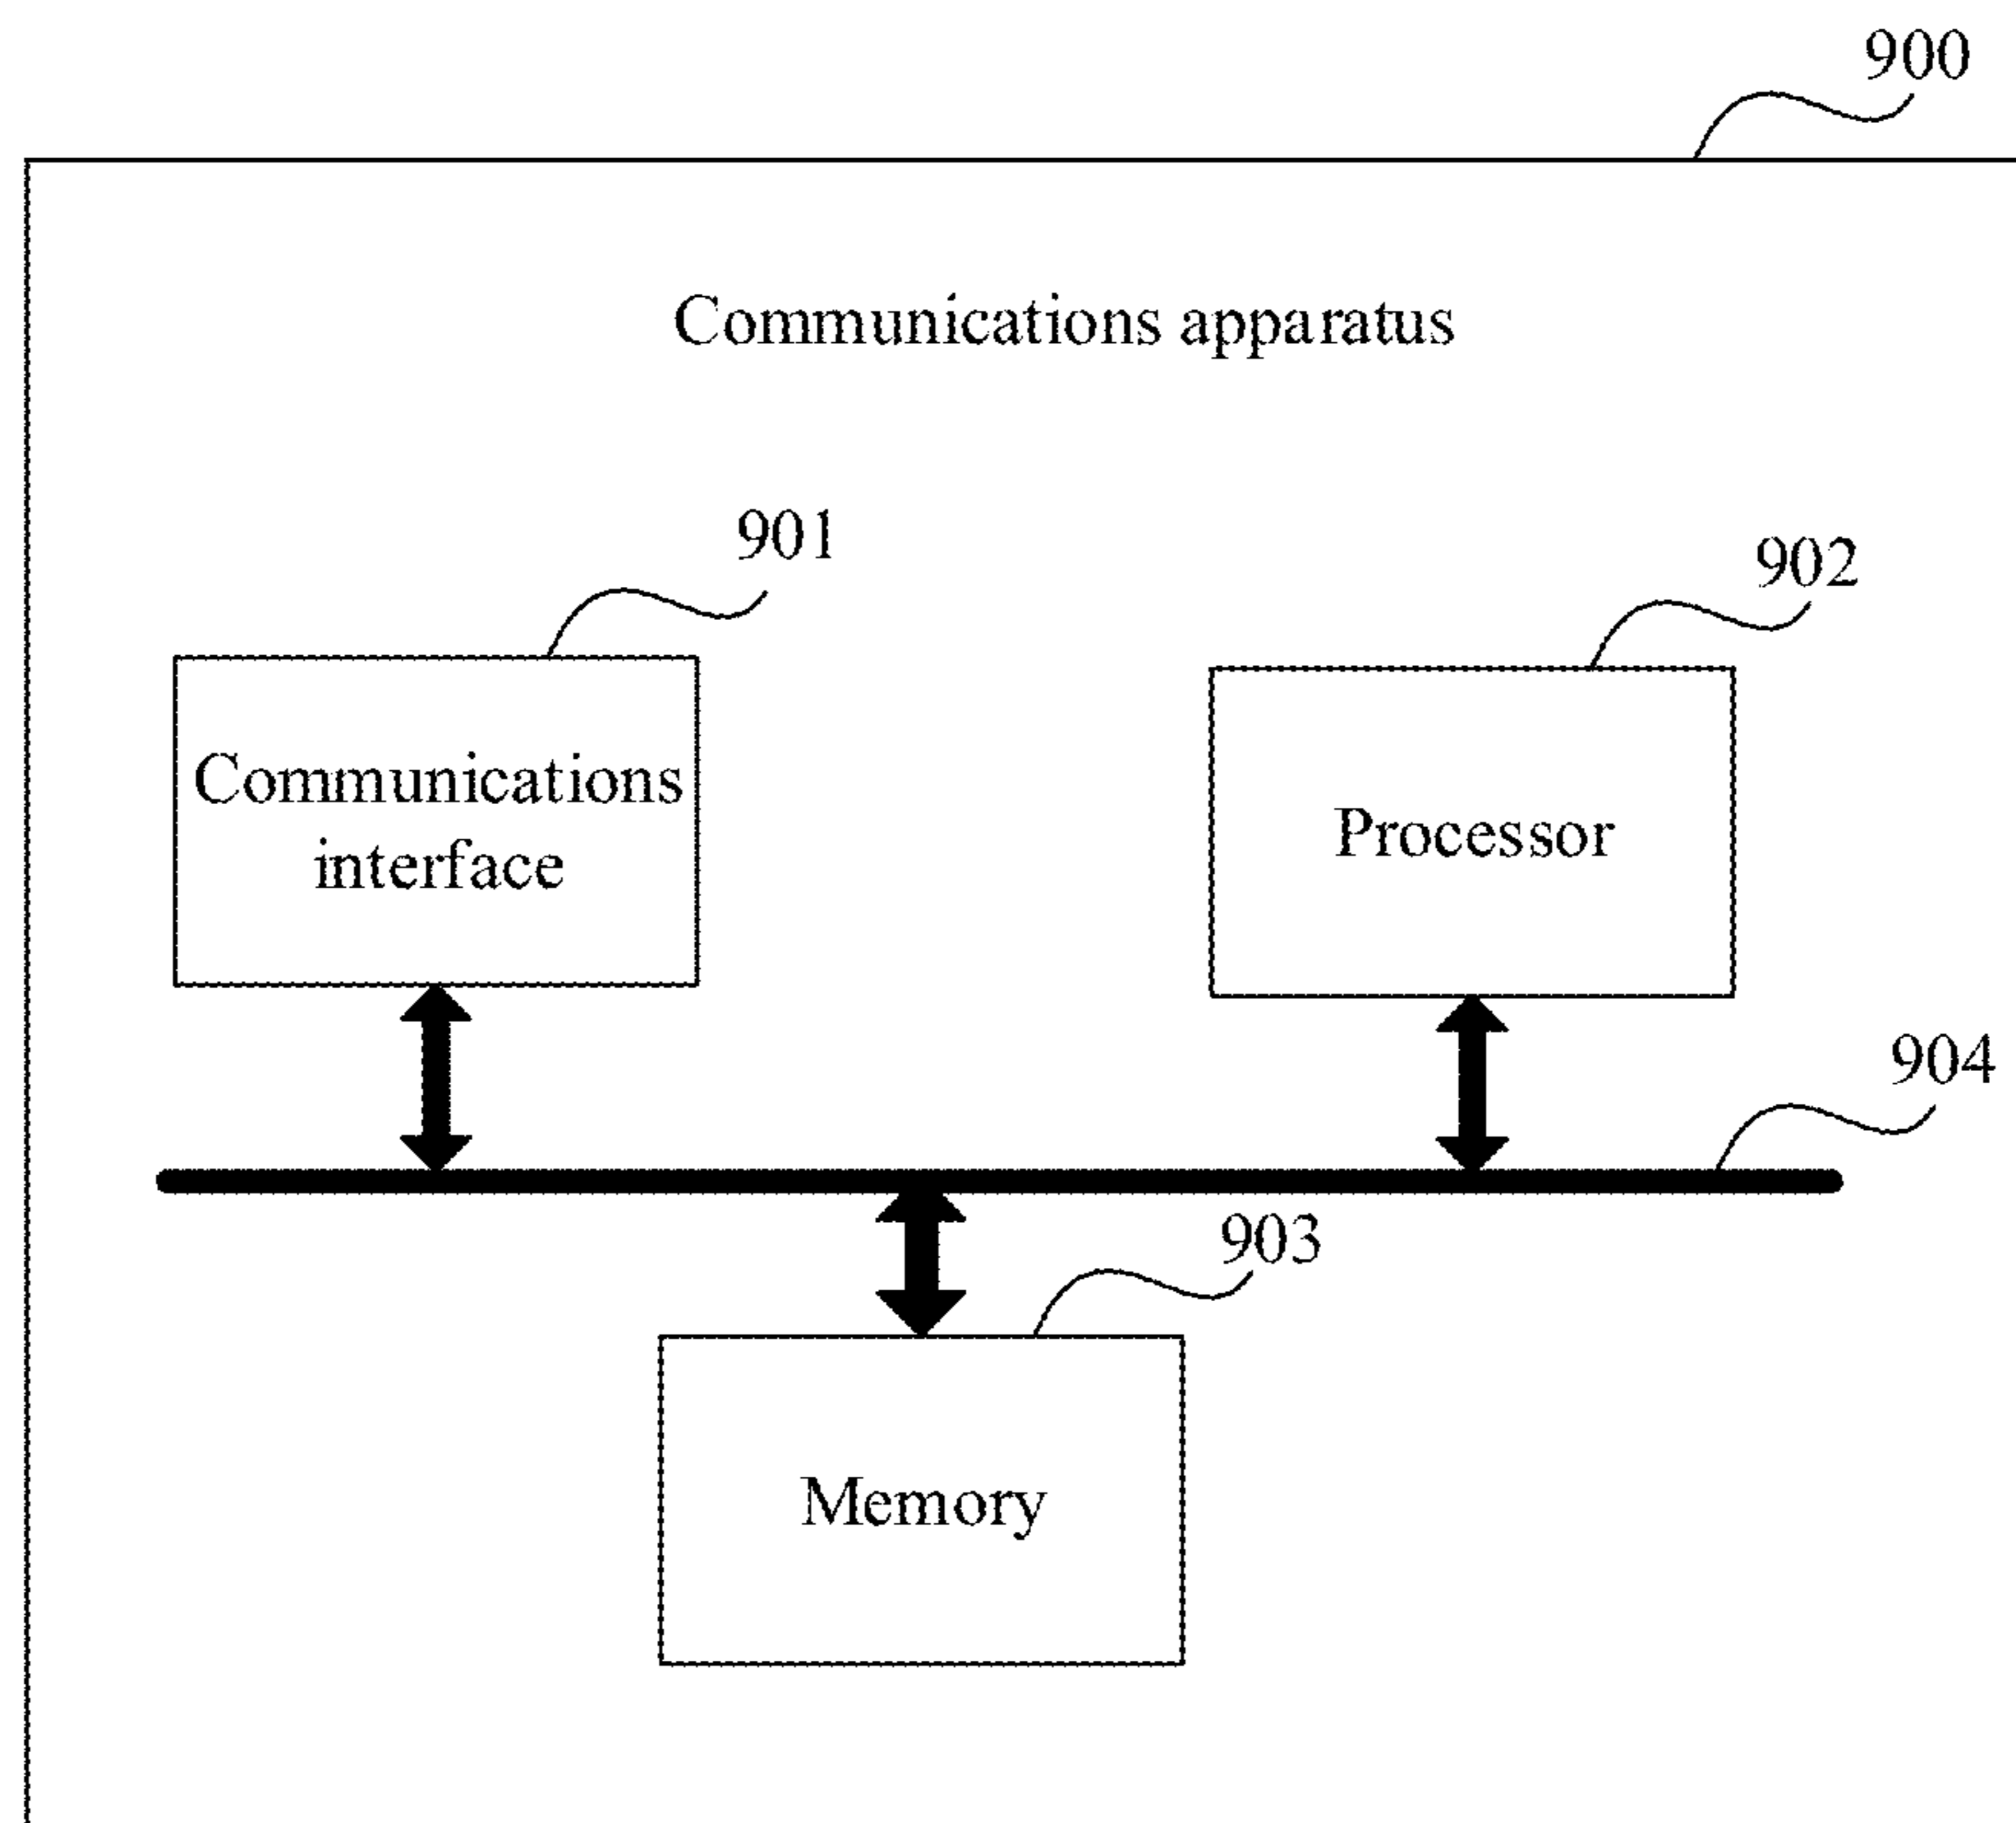 900
Communications apparatus
901
902
Communications
interface
Processor
904
903
Memory